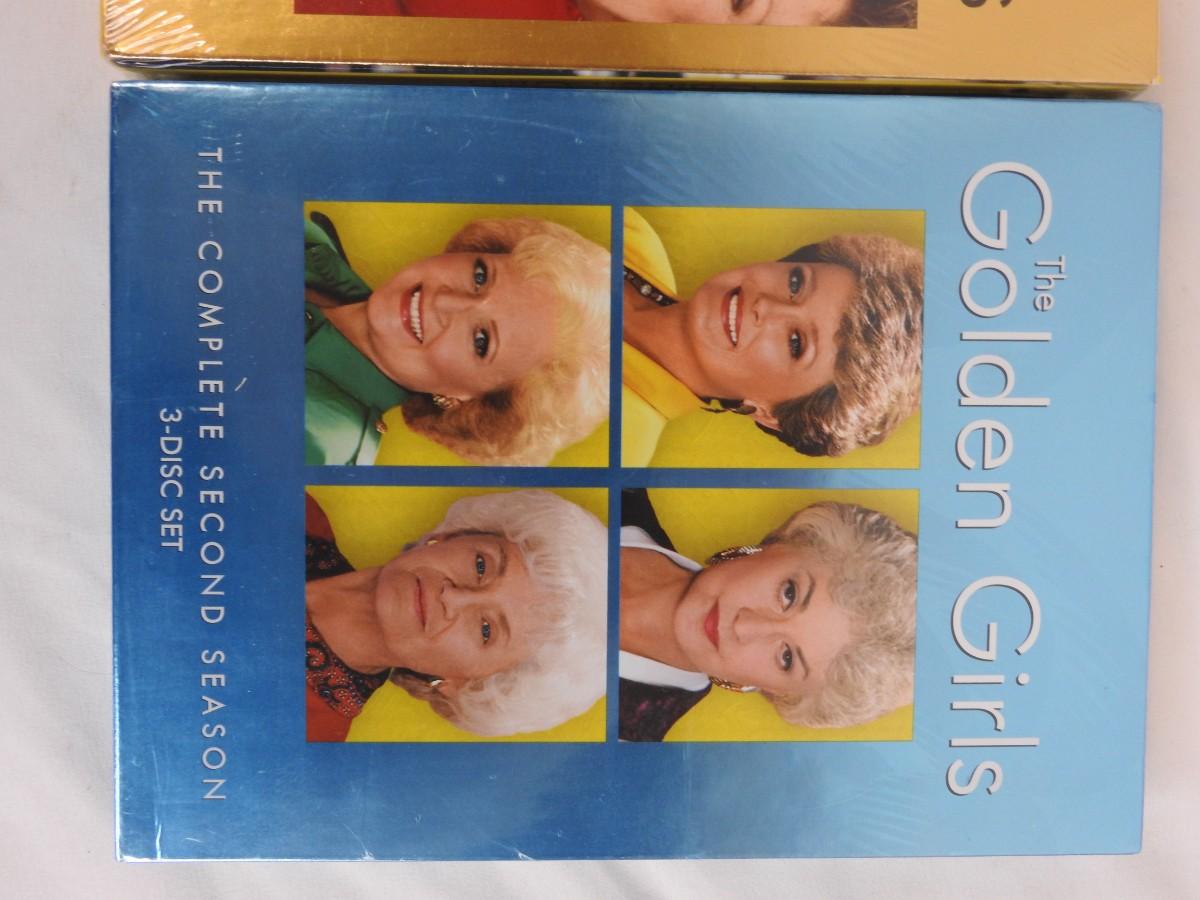 The
Golden Girls
THE COMPLETE SECOND SEASON
3-DISC SET